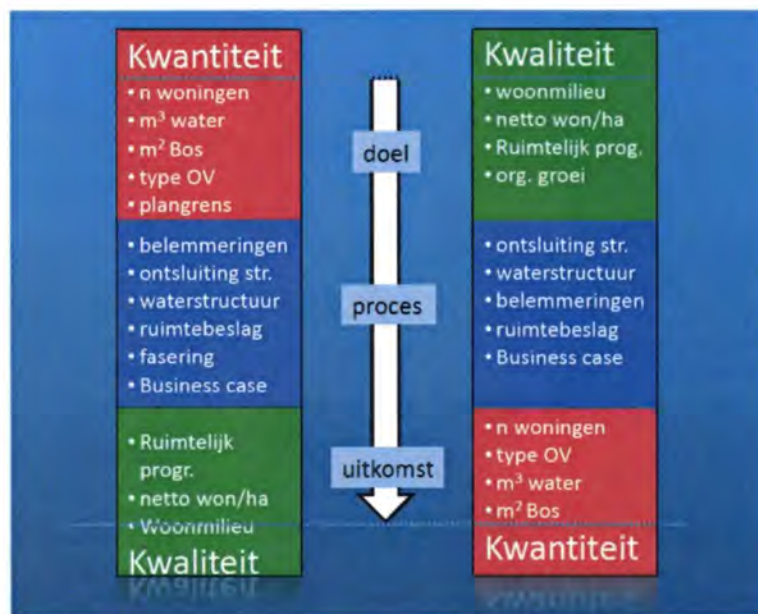 Kwantiteit
• n woningen
• m³ water
• m² Bos
• type OV
• plangrens
• belemmeringen
• ontsluiting str.
• waterstructuur
• ruimtebeslag
• fasering
• Business case
• Ruimtelijk
progr.
• netto won/ha
• Woonmilieu
Kwaliteit
doel
proces
uitkomst
Kwaliteit
• woonmilieu
• netto won/ha
• Ruimtelijk prog.
• org. groei
• ontsluiting str.
• waterstructuur
• belemmeringen
• ruimtebeslag
• Business case
• n woningen
• type OV
• m³ water
• m² Bos
Kwantiteit